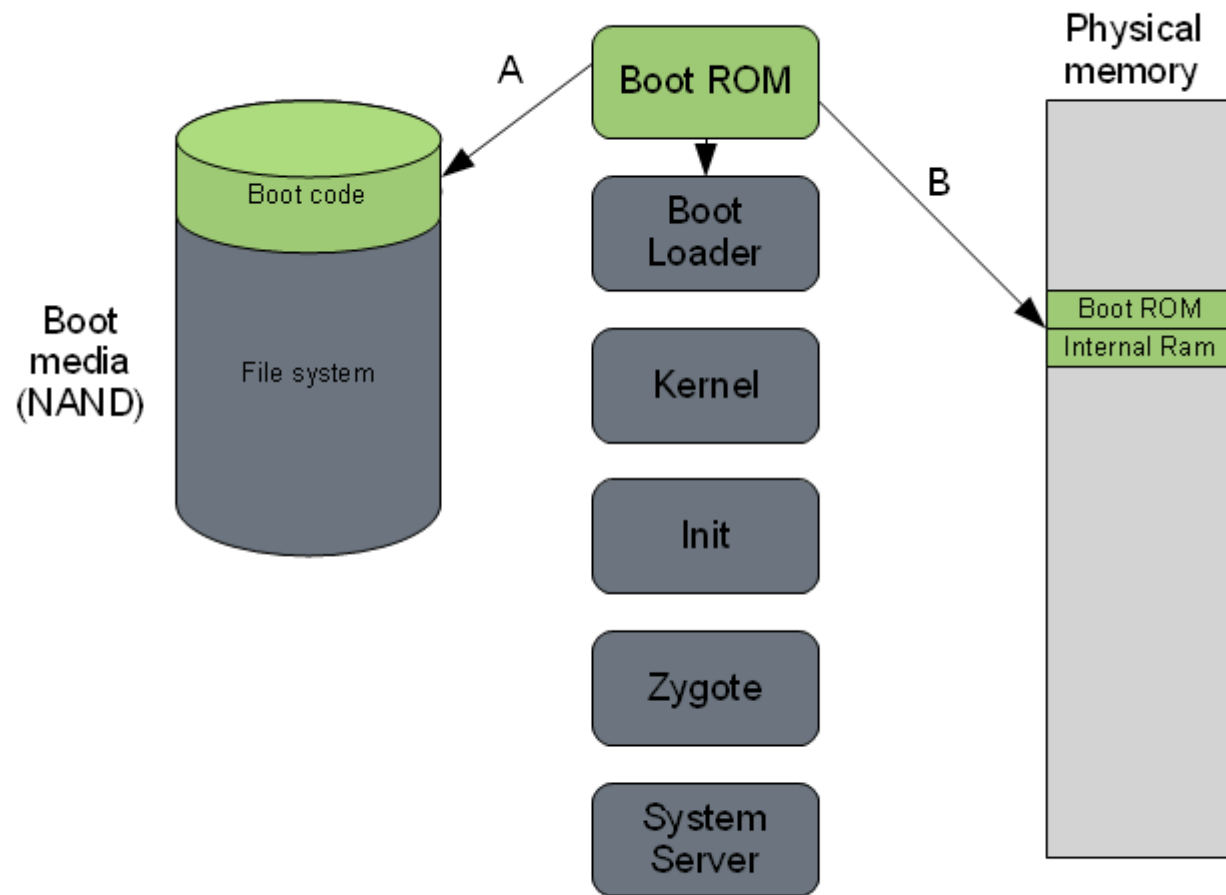 Physical
memory
A
Boot ROM
Boot code
B
Boot
Loader
Boot ROM
Internal Ram
Boot
media
(NAND)
File system
Kernel
Init
Zygote
System
Server